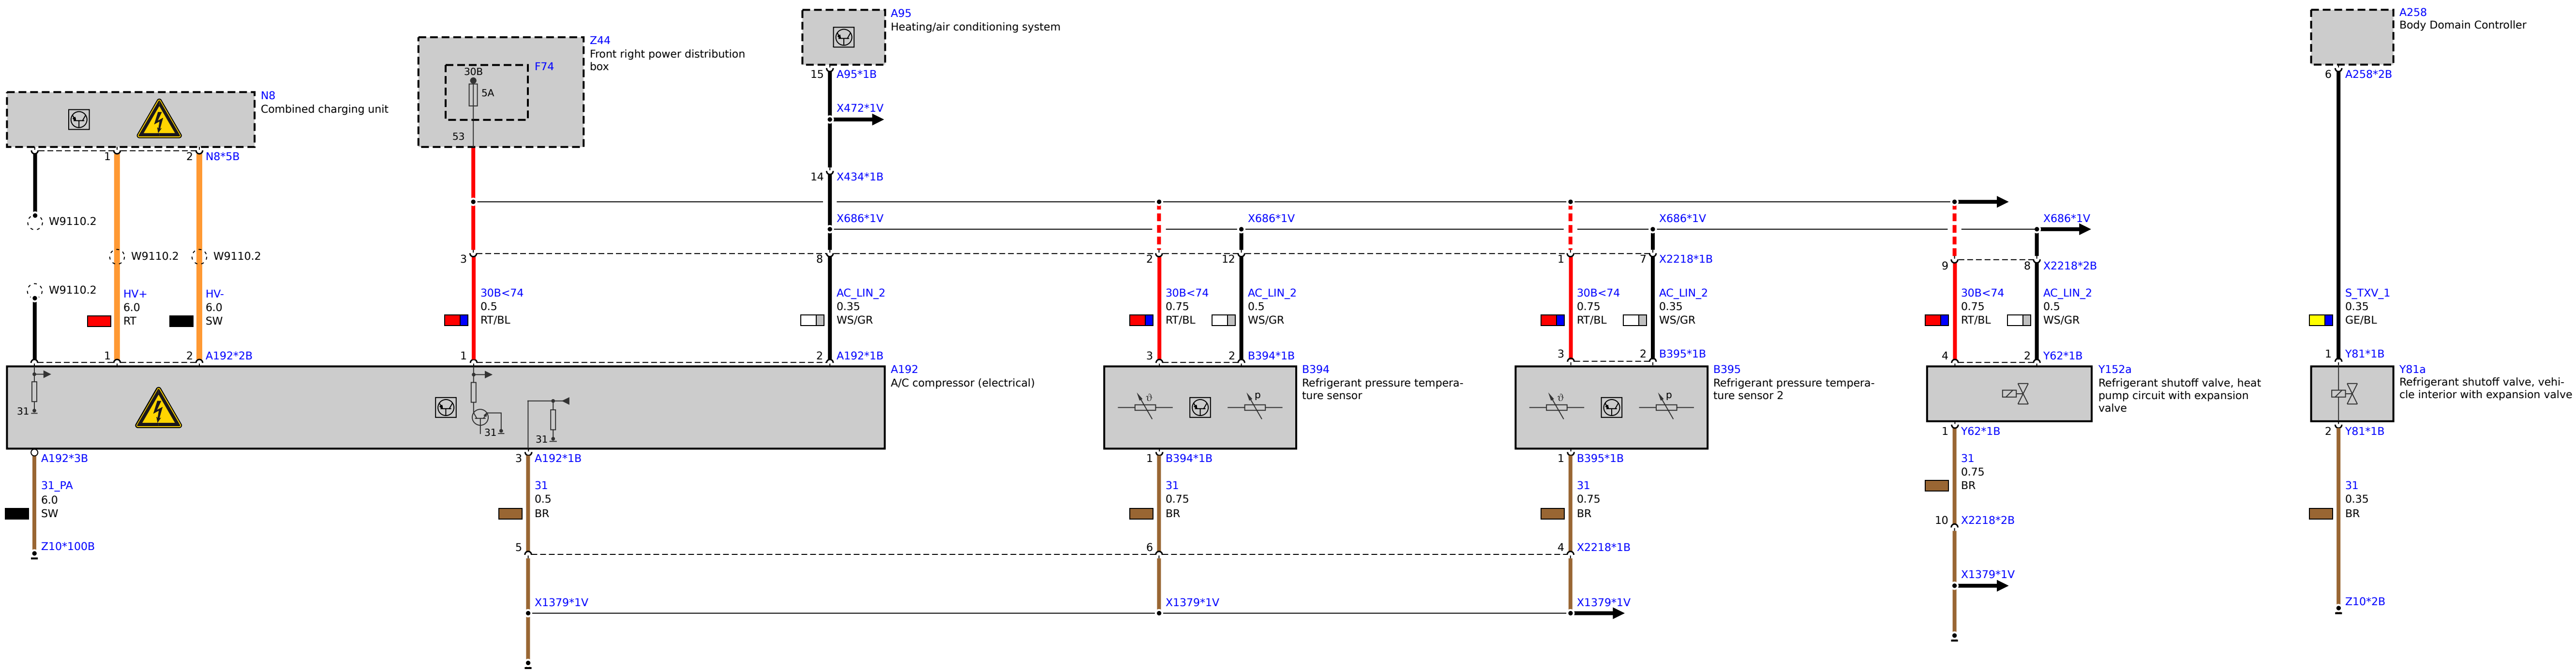 A95
Heating/air conditioning system
15
A95*1B
X472*1V
14
X434*1B
A258
Body Domain Controller
6
A258*2B
Z44
Front right power distribution
box
F74
30B
5A
53
N8
Combined charging unit
1
2
N8*5B
W9110.2
W9110.2
W9110.2
W9110.2
X686*1V
X686*1V
X686*1V
X686*1V
3
8
2
12
1
7
X2218*1B
9
8
X2218*2B
HV+
6.0
RT
HV-
6.0
SW
30B<74
0.5
RT/BL
AC_LIN_2
0.35
WS/GR
30B<74
0.75
RT/BL
AC_LIN_2
0.5
WS/GR
30B<74
0.75
RT/BL
AC_LIN_2
0.35
WS/GR
30B<74
0.75
RT/BL
AC_LIN_2
0.5
WS/GR
S_TXV_1
0.35
GE/BL
1
2
A192*2B
1
2
A192*1B
3
2
B394*1B
3
2
B395*1B
4
2
Y62*1B
1
Y81*1B
A192
A/C compressor (electrical)
31
31
31
B394
Refrigerant pressure tempera-
ture sensor
ϑ
p
B395
Refrigerant pressure tempera-
ture sensor 2
ϑ
p
Y152a
Refrigerant shutoff valve, heat
pump circuit with expansion
valve
Y81a
Refrigerant shutoff valve, vehi-
cle interior with expansion valve
A192*3B
3
A192*1B
1
B394*1B
1
B395*1B
1
Y62*1B
2
Y81*1B
31_PA
6.0
SW
31
0.5
BR
31
0.75
BR
31
0.75
BR
31
0.75
BR
31
0.35
BR
Z10*100B
5
6
4
X2218*1B
10
X2218*2B
X1379*1V
X1379*1V
X1379*1V
X1379*1V
Z10*2B